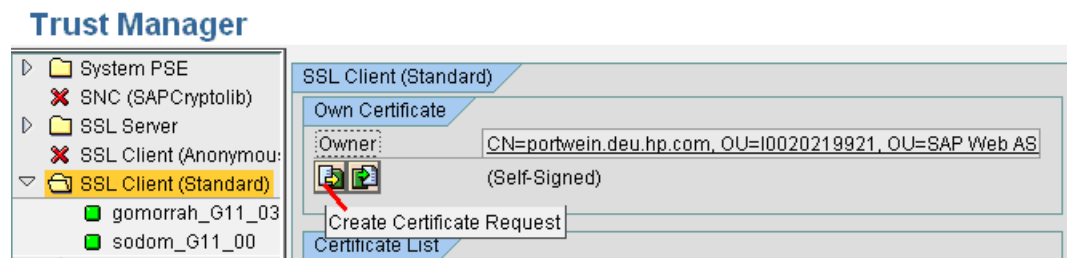 Trust Manager
System PSE
SNC (SAPCryptolib)
SSL Server
SSL Client (Anonymou
SSL Client (Standard)
gomorrah_G11_03
sodom_G11_00
SSL Client (Standard)
Own Certificate
Owner
CN=portwein.deu.hp.com, OU=I0020219921, OU=SAP Web AS
(Self-Signed)
Create Certificate Request
Certificate List